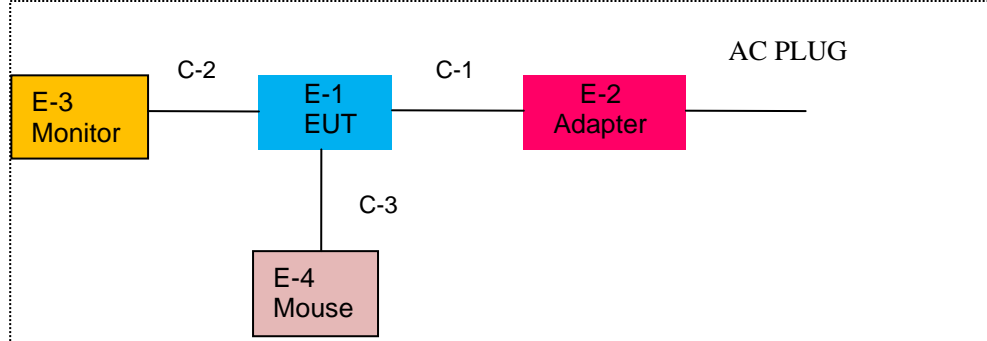 AC PLUG
C-2
C-1
E-3
Monitor
E-1
EUT
E-2
Adapter
C-3
E-4
Mouse